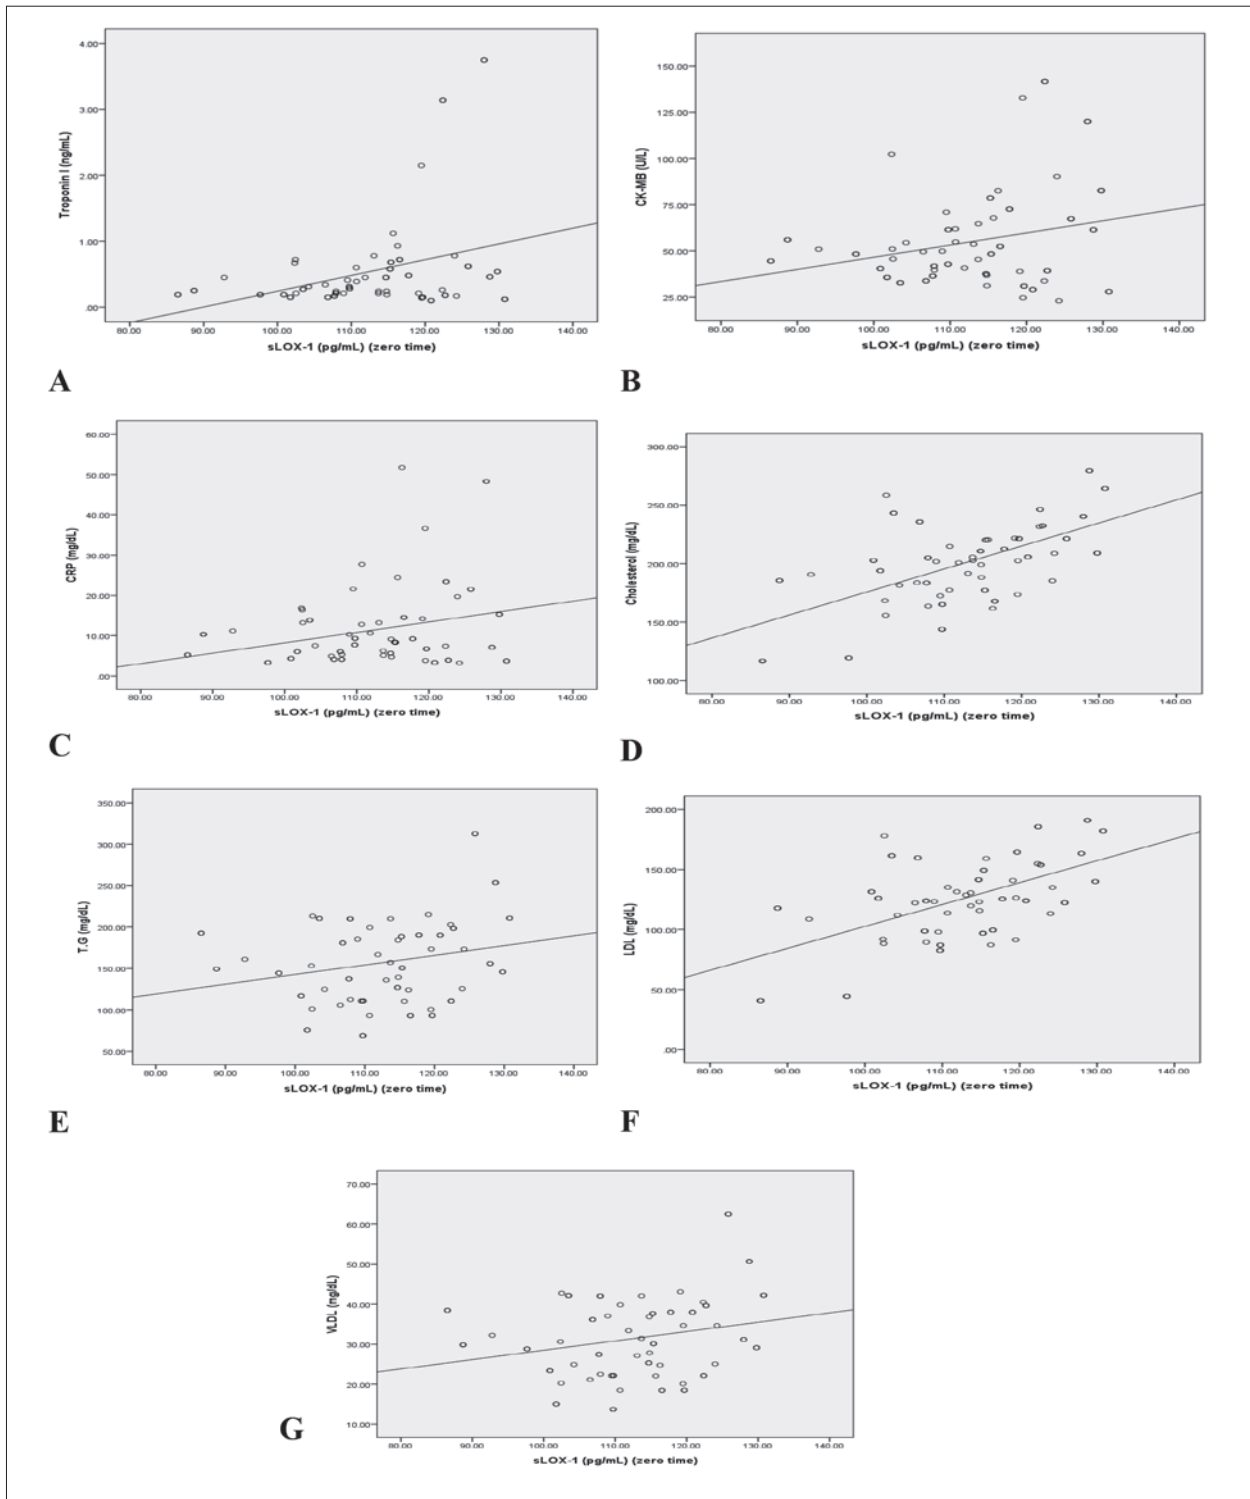 4.00
3.00
2.00
1.00
.00
Troponin I (ng/mL)
80.00 90.00 100.00 110.00 120.00 130.00 140.00
sLOX-1 (pg/mL) (zero time)
A
150.00
125.00
100.00
75.00
50.00
25.00
CK-MB (U/L)
80.00 90.00 100.00 110.00 120.00 130.00 140.00
sLOX-1 (pg/mL) (zero time)
B
60.00
50.00
40.00
30.00
20.00
10.00
.00
CRP (mg/dL)
80.00 90.00 100.00 110.00 120.00 130.00 140.00
sLOX-1 (pg/mL) (zero time)
C
300.00
250.00
200.00
150.00
100.00
Cholesterol (mg/dL)
80.00 90.00 100.00 110.00 120.00 130.00 140.00
sLOX-1 (pg/mL) (zero time)
D
350.00
300.00
250.00
200.00
150.00
100.00
50.00
T.G (mg/dL)
80.00 90.00 100.00 110.00 120.00 130.00 140.00
sLOX-1 (pg/mL) (zero time)
E
200.00
150.00
100.00
50.00
.00
LDL (mg/dL)
80.00 90.00 100.00 110.00 120.00 130.00 140.00
sLOX-1 (pg/mL) (zero time)
F
70.00
60.00
50.00
40.00
30.00
20.00
10.00
VLDL (mg/dL)
80.00 90.00 100.00 110.00 120.00 130.00 140.00
sLOX-1 (pg/mL) (zero time)
G